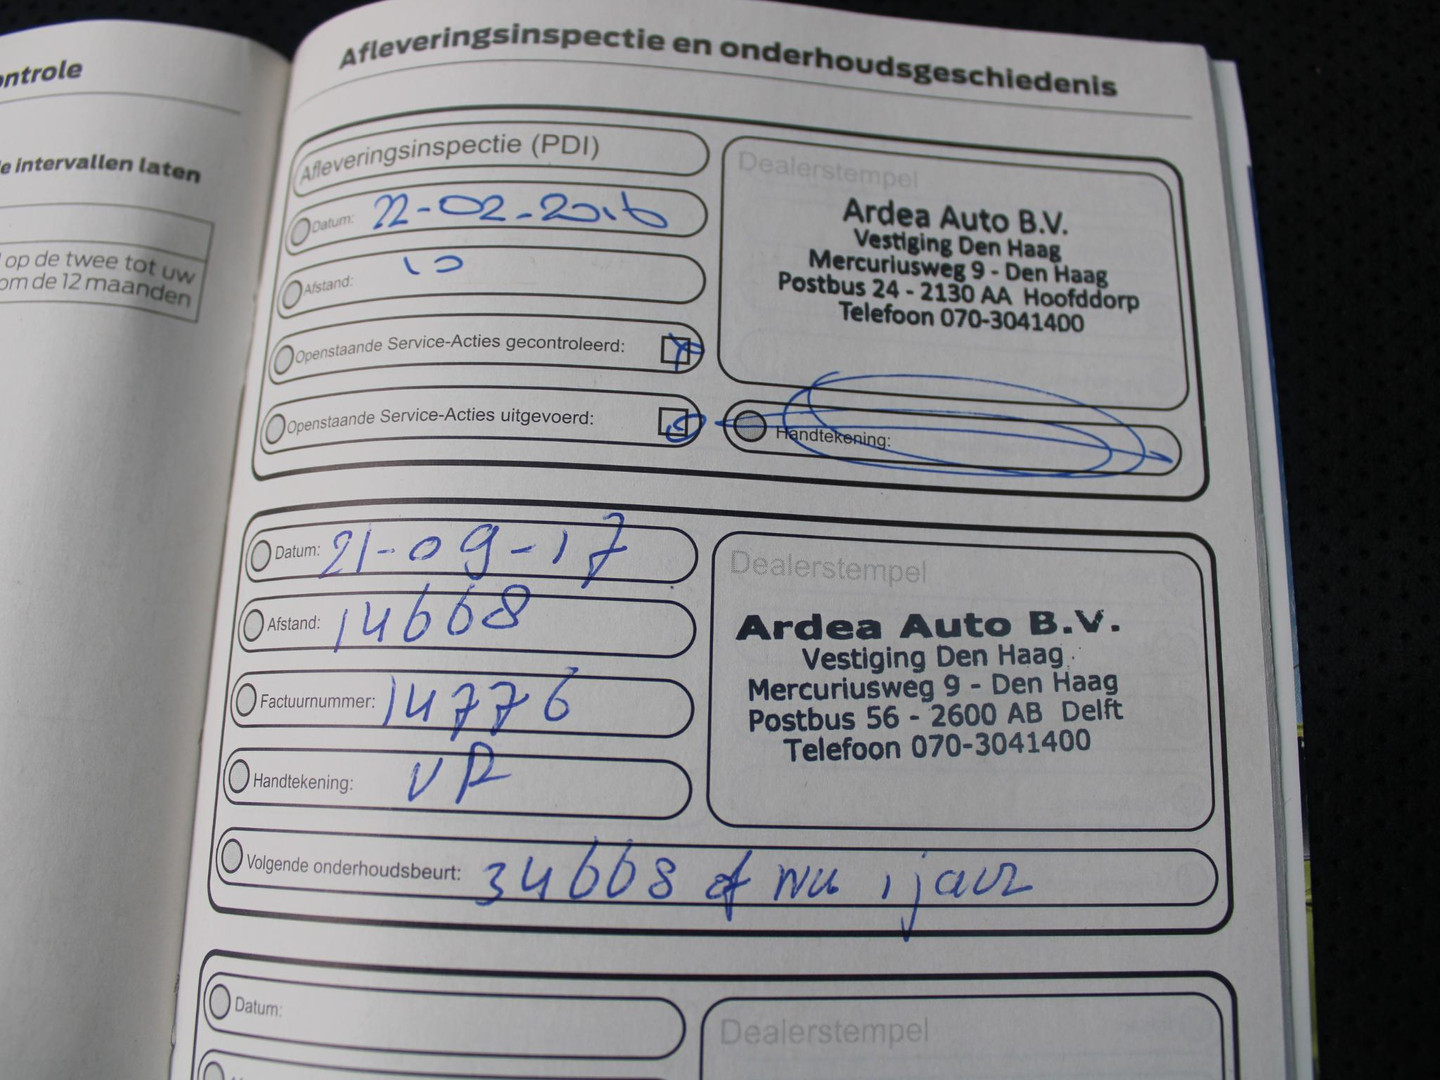 ontrole
e intervallen laten
op de twee tot uw
om de 12 maanden
Afleveringsinspectie en onderhoudsgeschiedenis
Afleveringsinspectie (PDI)
Datum: 22-02-2016
Afstand: 10
Openstaande Service-Acties gecontroleerd:
Openstaande Service-Acties uitgevoerd:
Dealerstempel
Ardea Auto B.V.
Vestiging Den Haag
Mercuriusweg 9 - Den Haag
Postbus 24 - 2130 AA Hoofddorp
Telefoon 070-3041400
Handtekening:
Datum: 21-09-17
Afstand: 14668
Factuurnummer: 14776
Handtekening: VR
Volgende onderhoudsbeurt: 34668 of nu 1 jaar
Dealerstempel
Ardea Auto B.V.
Vestiging Den Haag
Mercuriusweg 9 - Den Haag
Postbus 56 - 2600 AB Delft
Telefoon 070-3041400
Datum:
Dealerstempel